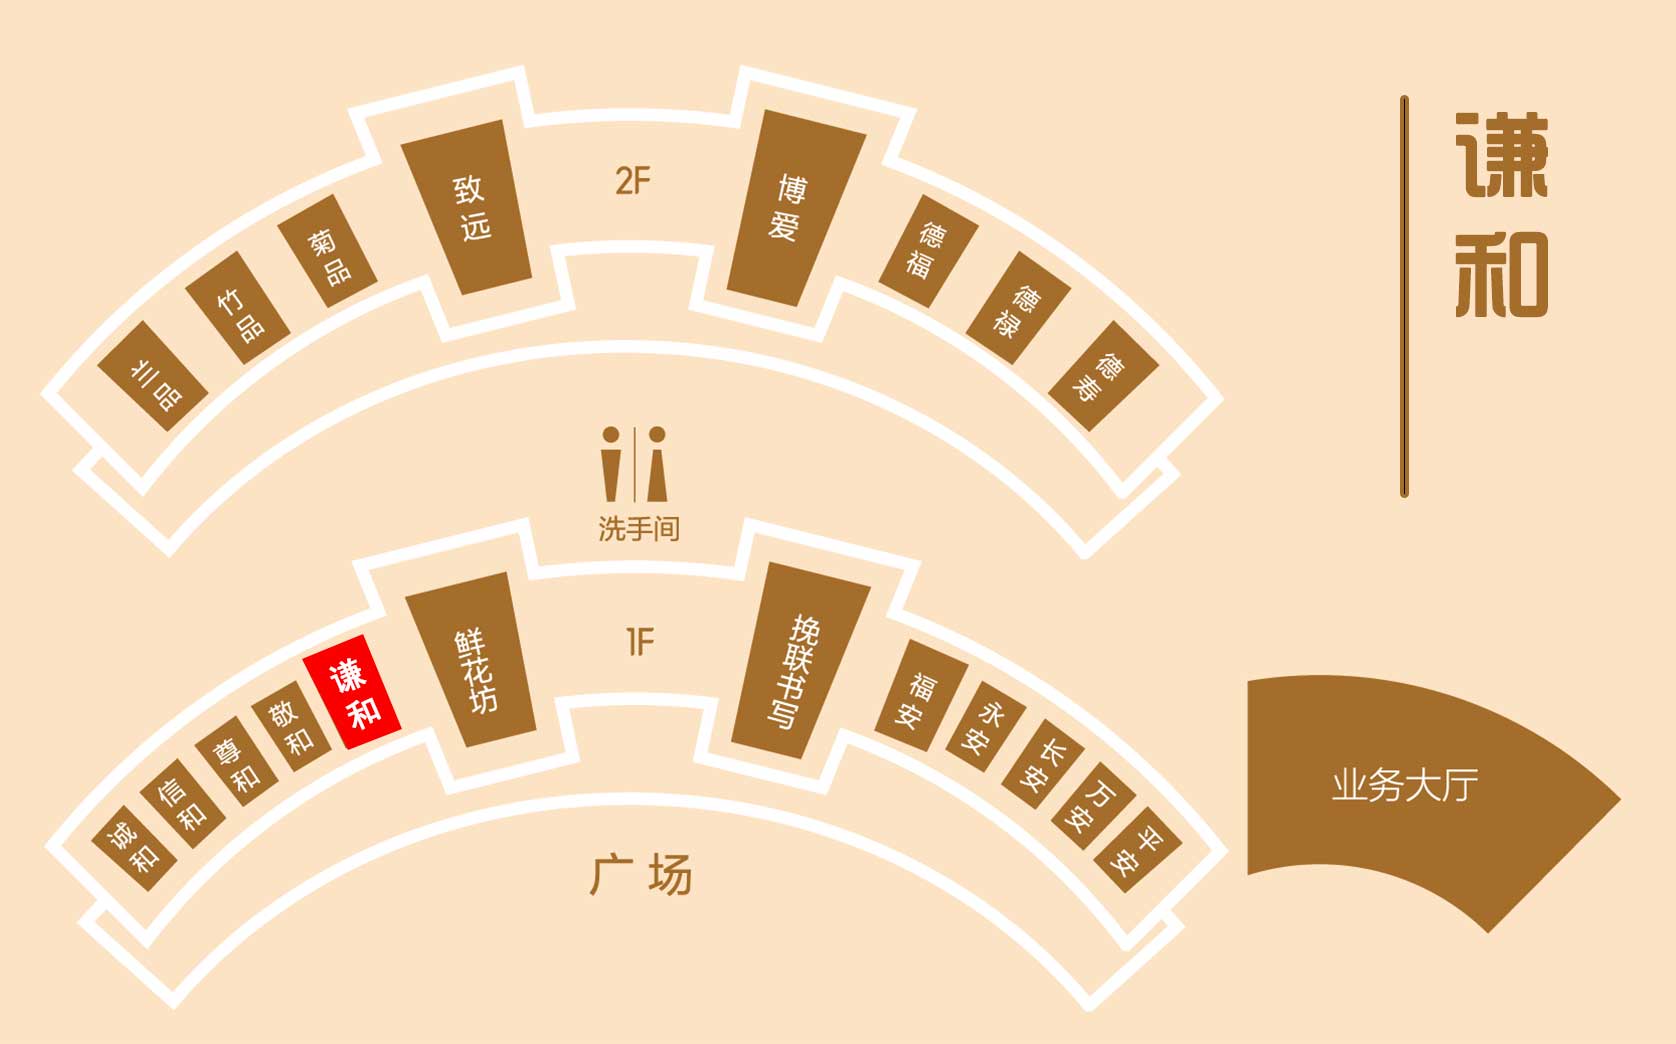 谦和
2F
致远
博爱
菊品
竹品
兰品
德福
德禄
德寿
洗手间
1F
鲜花坊
挽联书写
谦和
敬和
尊和
信和
诚和
福安
永安
长安
万安
平安
广场
业务大厅